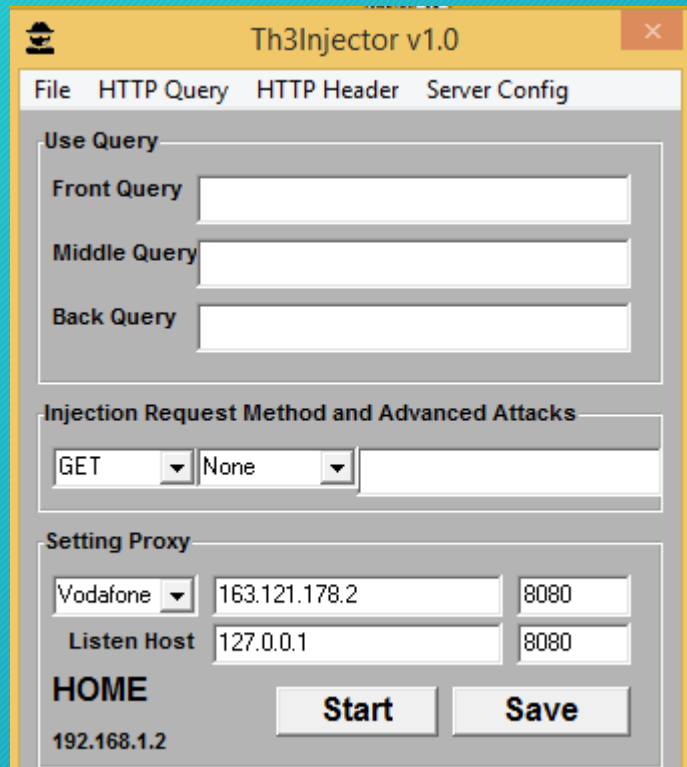 Th3Injector v1.0
File HTTP Query HTTP Header Server Config
Use Query
Front Query
Middle Query
Back Query
Injection Request Method and Advanced Attacks
GET None
Setting Proxy
Vodafone 163.121.178.2 8080
Listen Host 127.0.0.1 8080
HOME Start Save
192.168.1.2